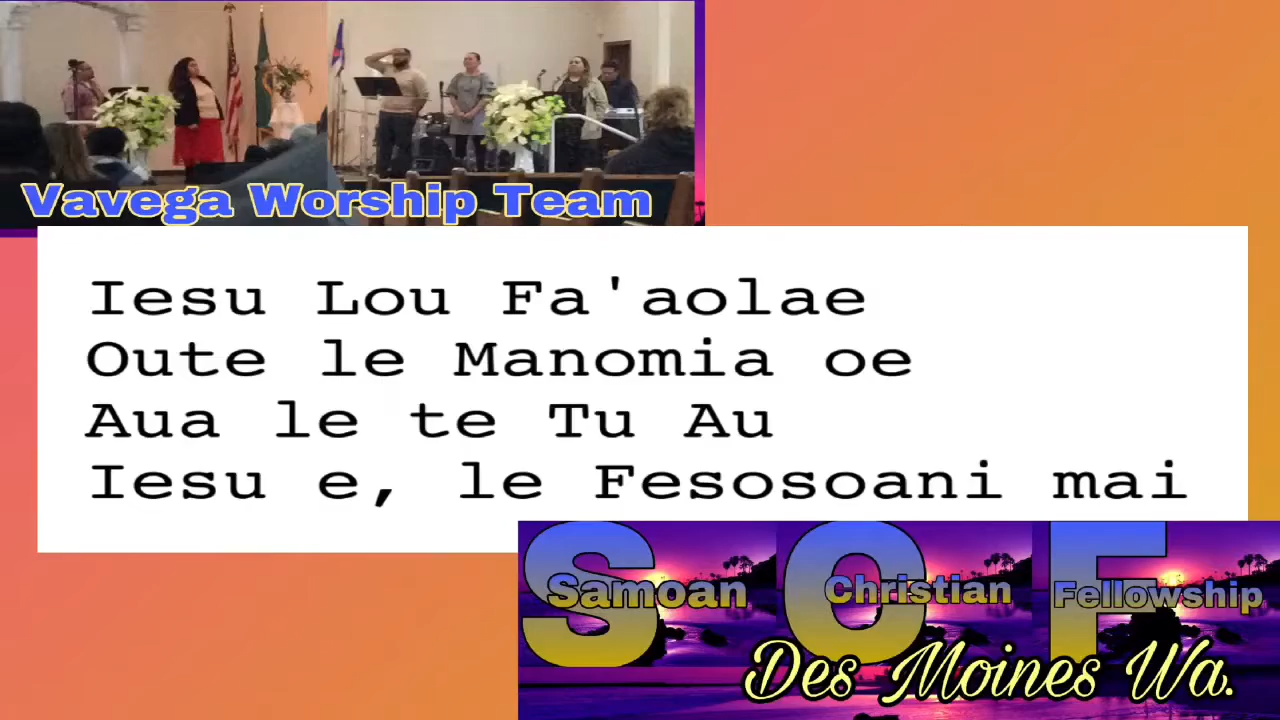 Vavega Worship Team
Iesu Lou Fa'aolae
Oute le Manomia oe
Aua le te Tu Au
Iesu e, le Fesosoani mai
S C F
Samoan Christian Fellowship
Des Moines Wa.